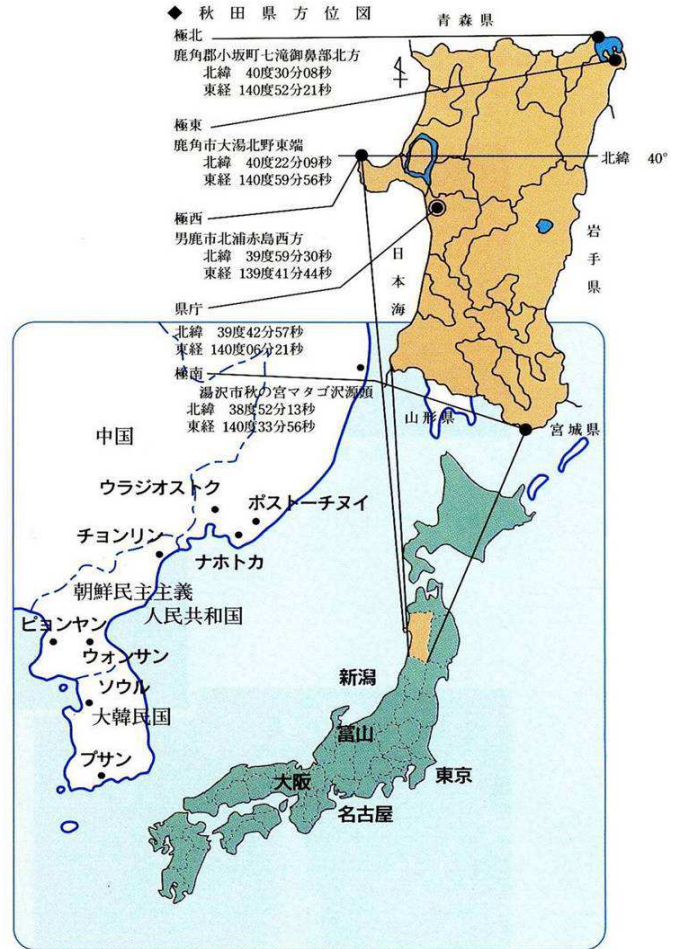 ◆ 秋田県方位図
青森県
極北
鹿角郡小坂町七滝御鼻部北方
北緯 40度30分08秒
東経 140度52分21秒
極東
鹿角市大湯北野東端
北緯 40度22分09秒
東経 140度59分56秒
北緯 40°
極西
男鹿市北浦赤島西方
北緯 39度59分30秒
東経 139度41分44秒
日本海
岩手県
県庁
北緯 39度42分57秒
東経 140度06分21秒
極南
湯沢市秋の宮マタゴ沢源頭
北緯 38度52分13秒
東経 140度33分56秒
山形県
宮城県
中国
ウラジオストク
ボストーチヌイ
チョンリン
ナホトカ
朝鮮民主主義
人民共和国
ピョンヤン
ウォンサン
ソウル
大韓民国
プサン
新潟
富山
大阪
東京
名古屋